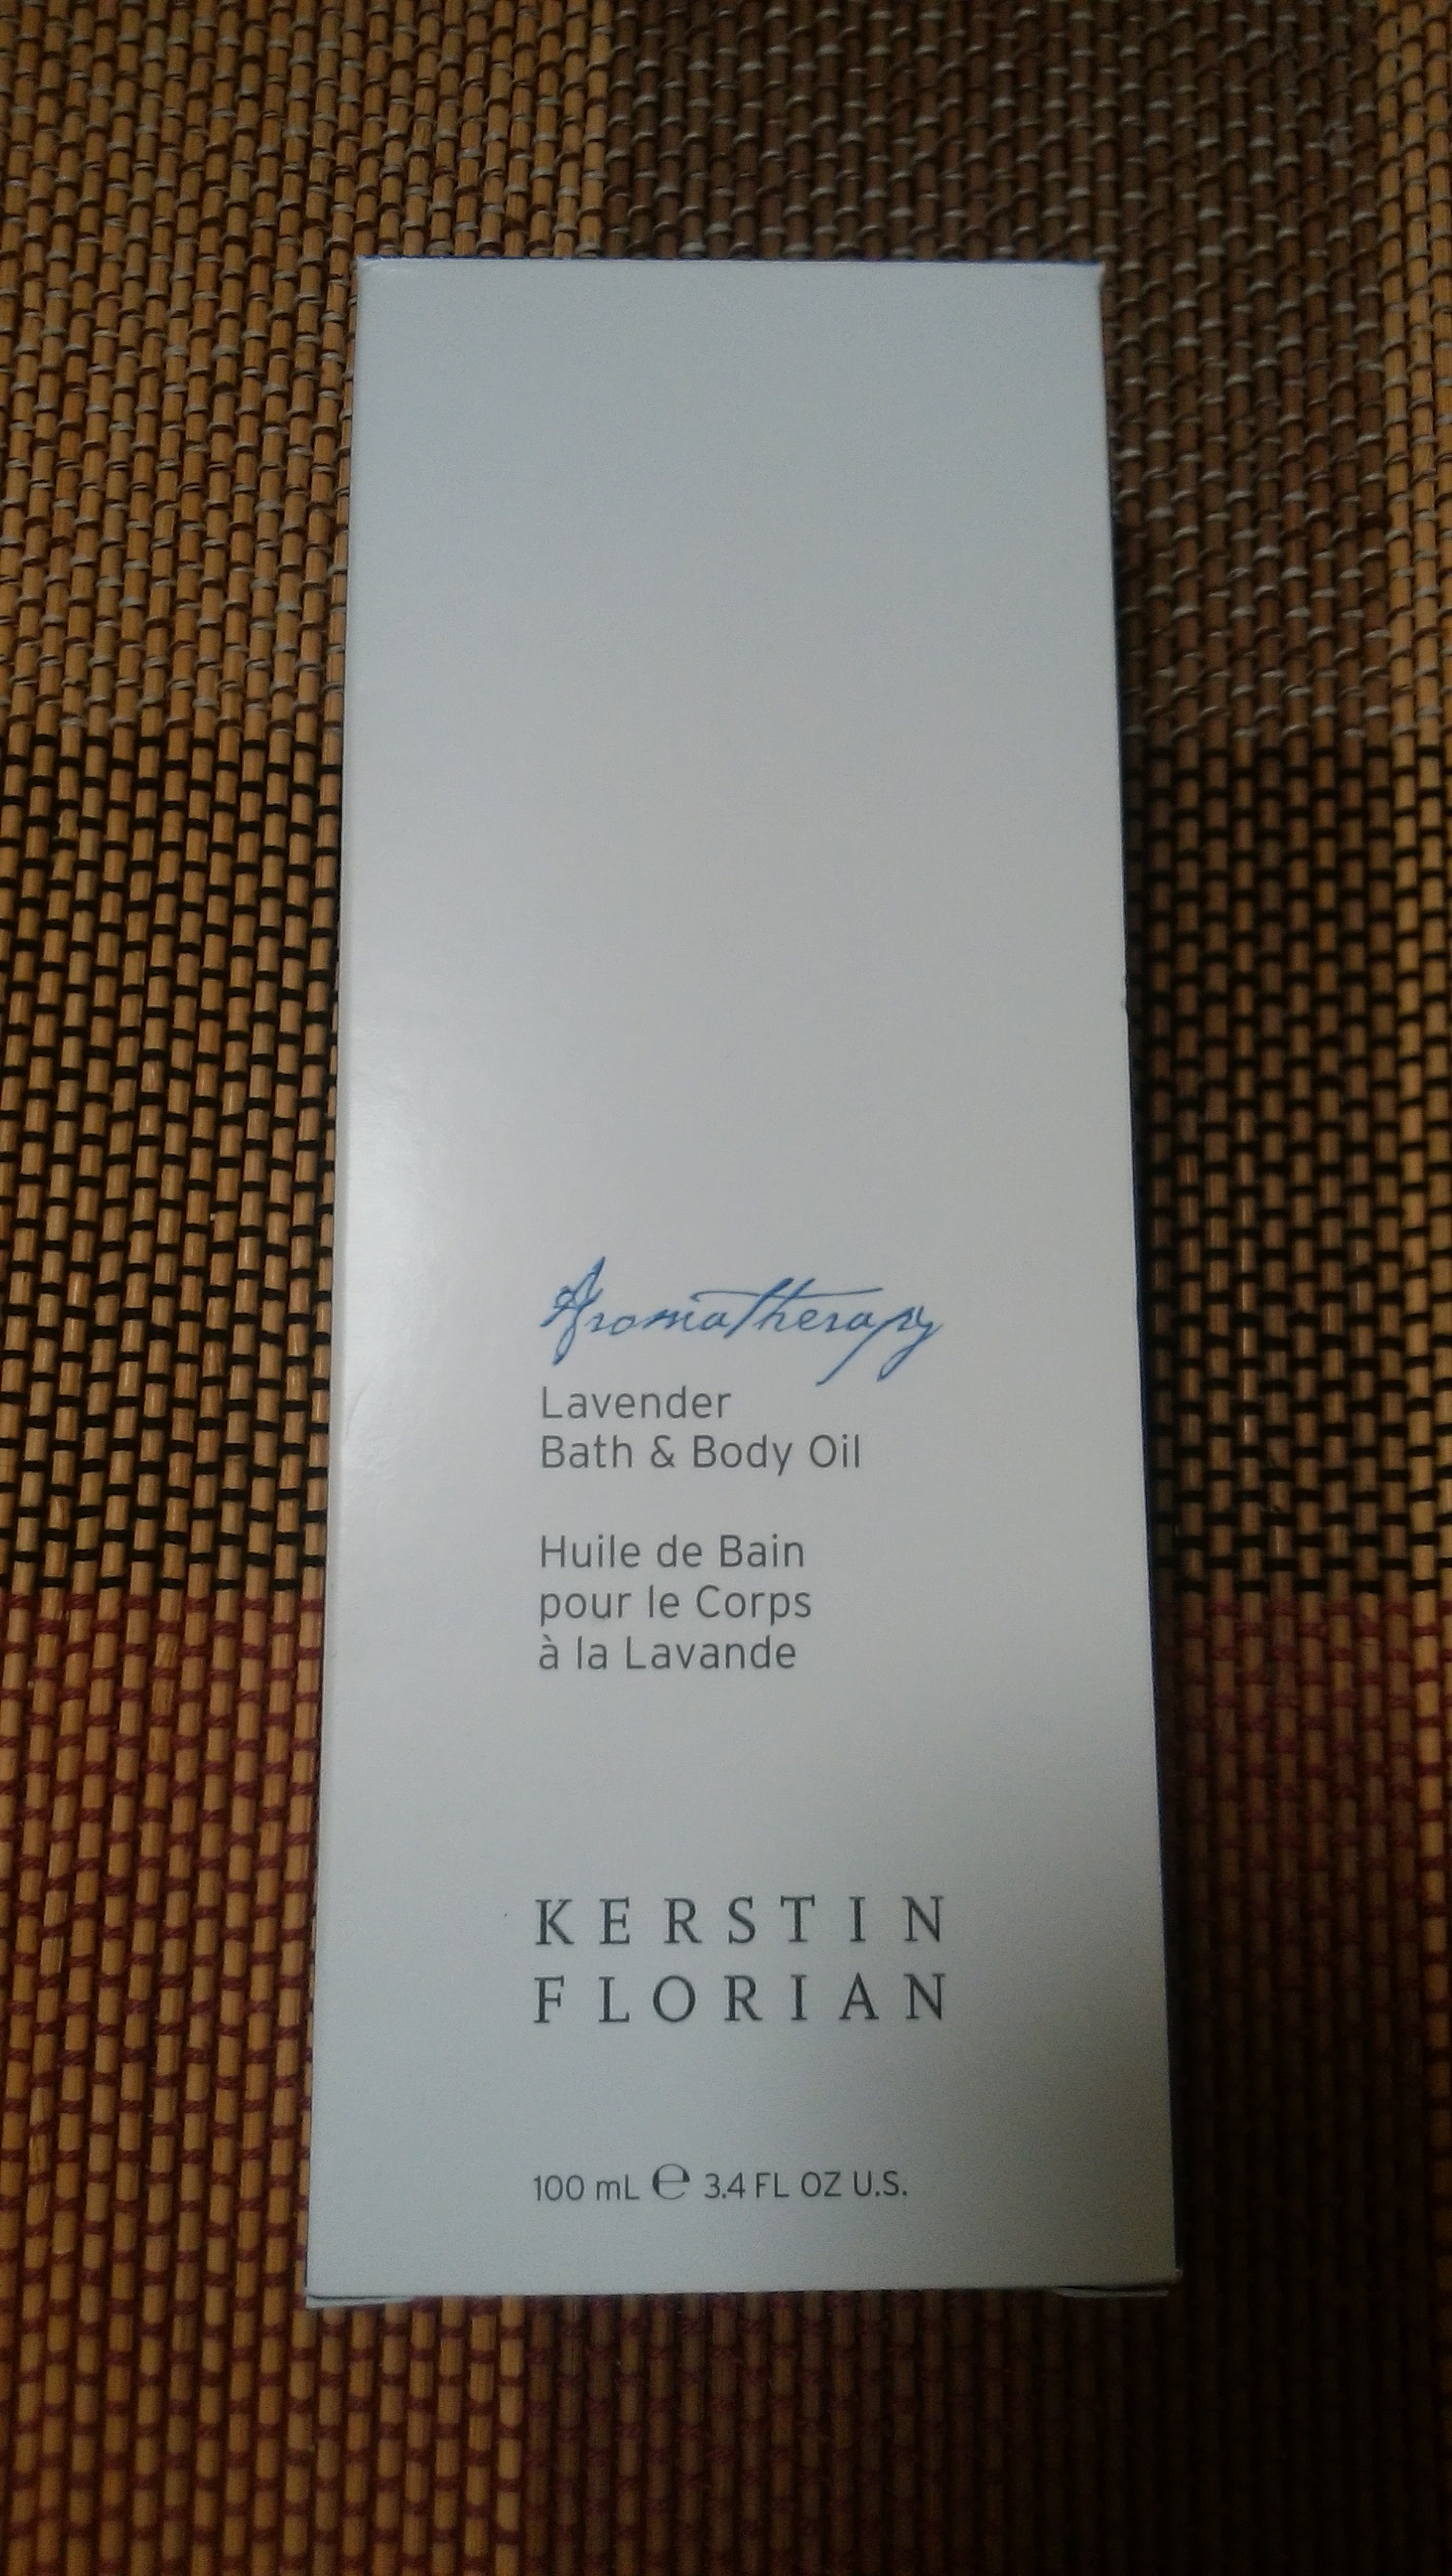 Aromatherapy
Lavender
Bath & Body Oil
Huile de Bain
pour le Corps
à la Lavande
KERSTIN
FLORIAN
100 mL ℮ 3.4 FL OZ U.S.